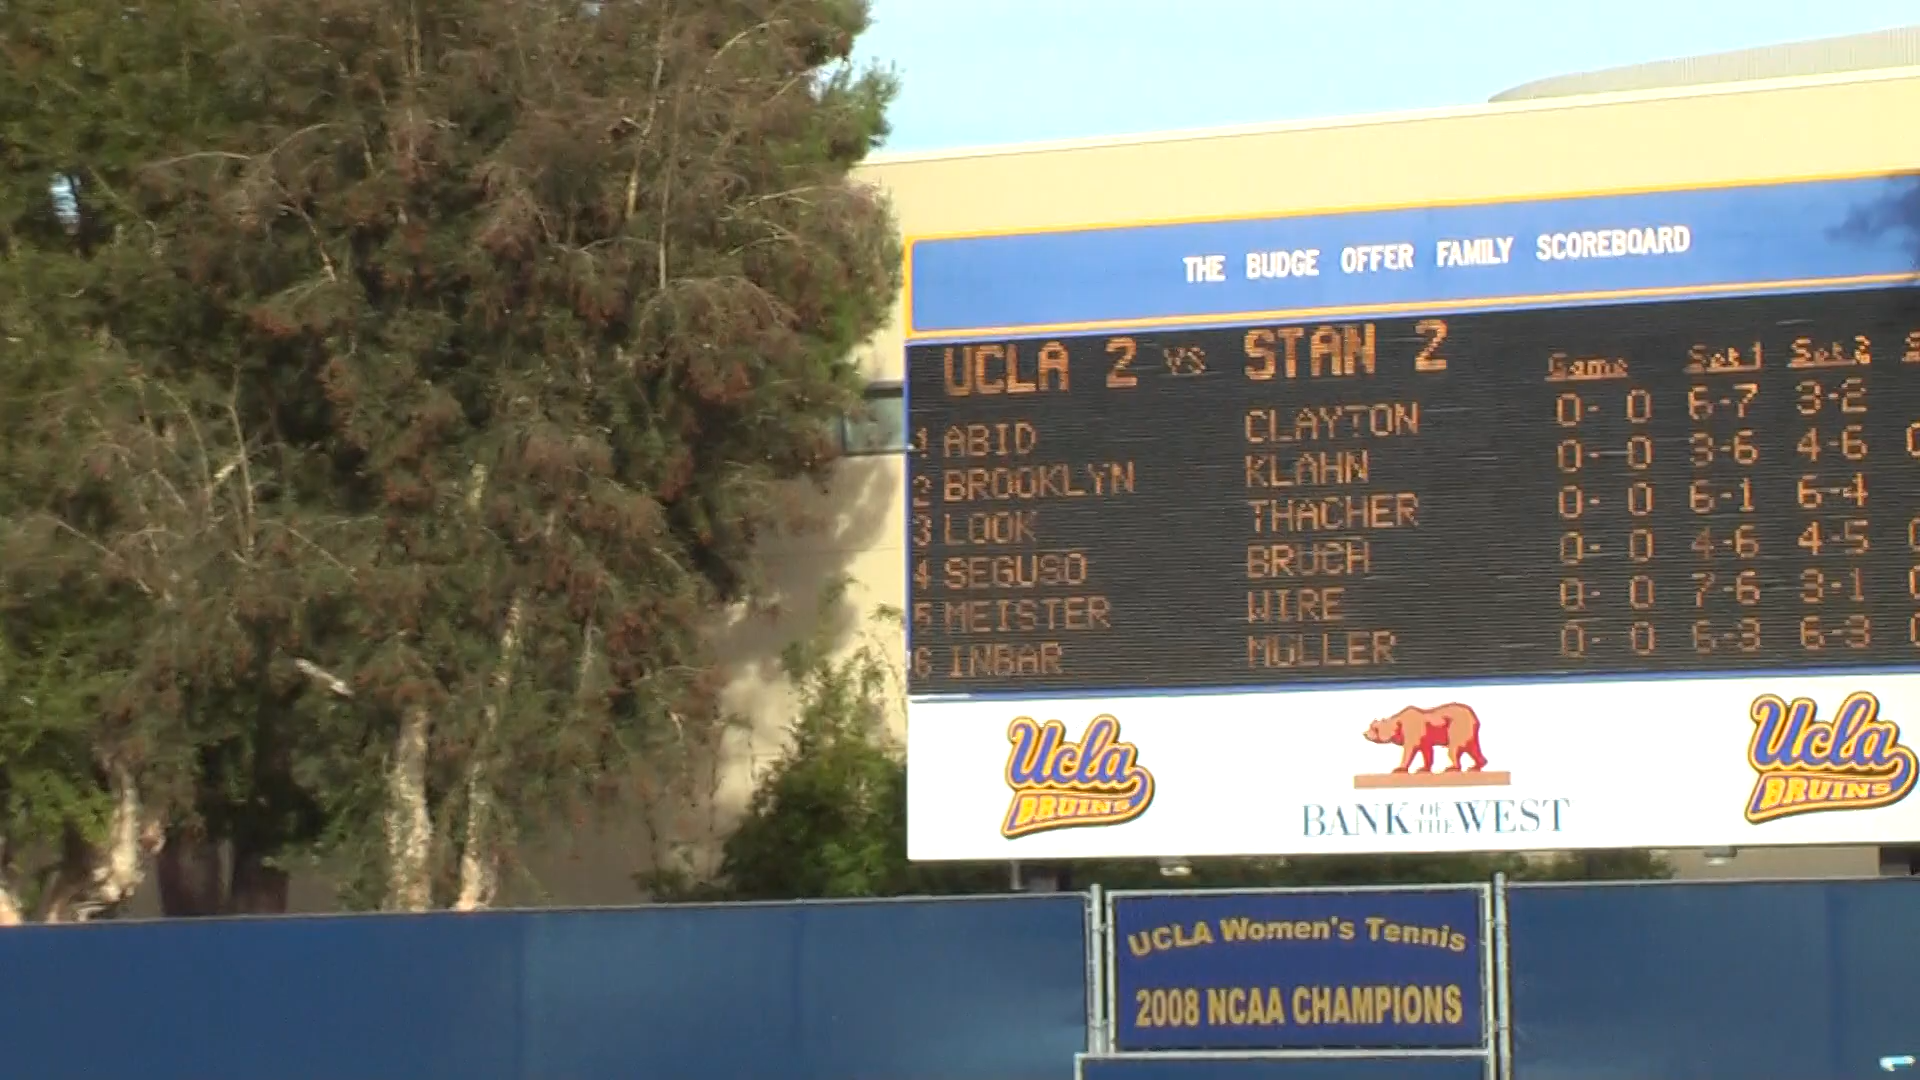 THE BUDGE OFFER FAMILY SCOREBOARD
UCLA 2 VS STAN 2 Game Set 1 Set 2
1 ABID CLAYTON 0- 0 6-7 3-2
2 BROOKLYN KLAHN 0- 0 3-6 4-6
3 LOOK THACHER 0- 0 6-1 6-4
4 SEGUSO BRUCH 0- 0 4-6 4-5
5 MEISTER WIRE 0- 0 7-6 3-1
6 INBAR MULLER 0- 0 6-3 6-3
Ucla BRUINS
BANK OF THE WEST
Ucla BRUINS
UCLA Women's Tennis
2008 NCAA CHAMPIONS